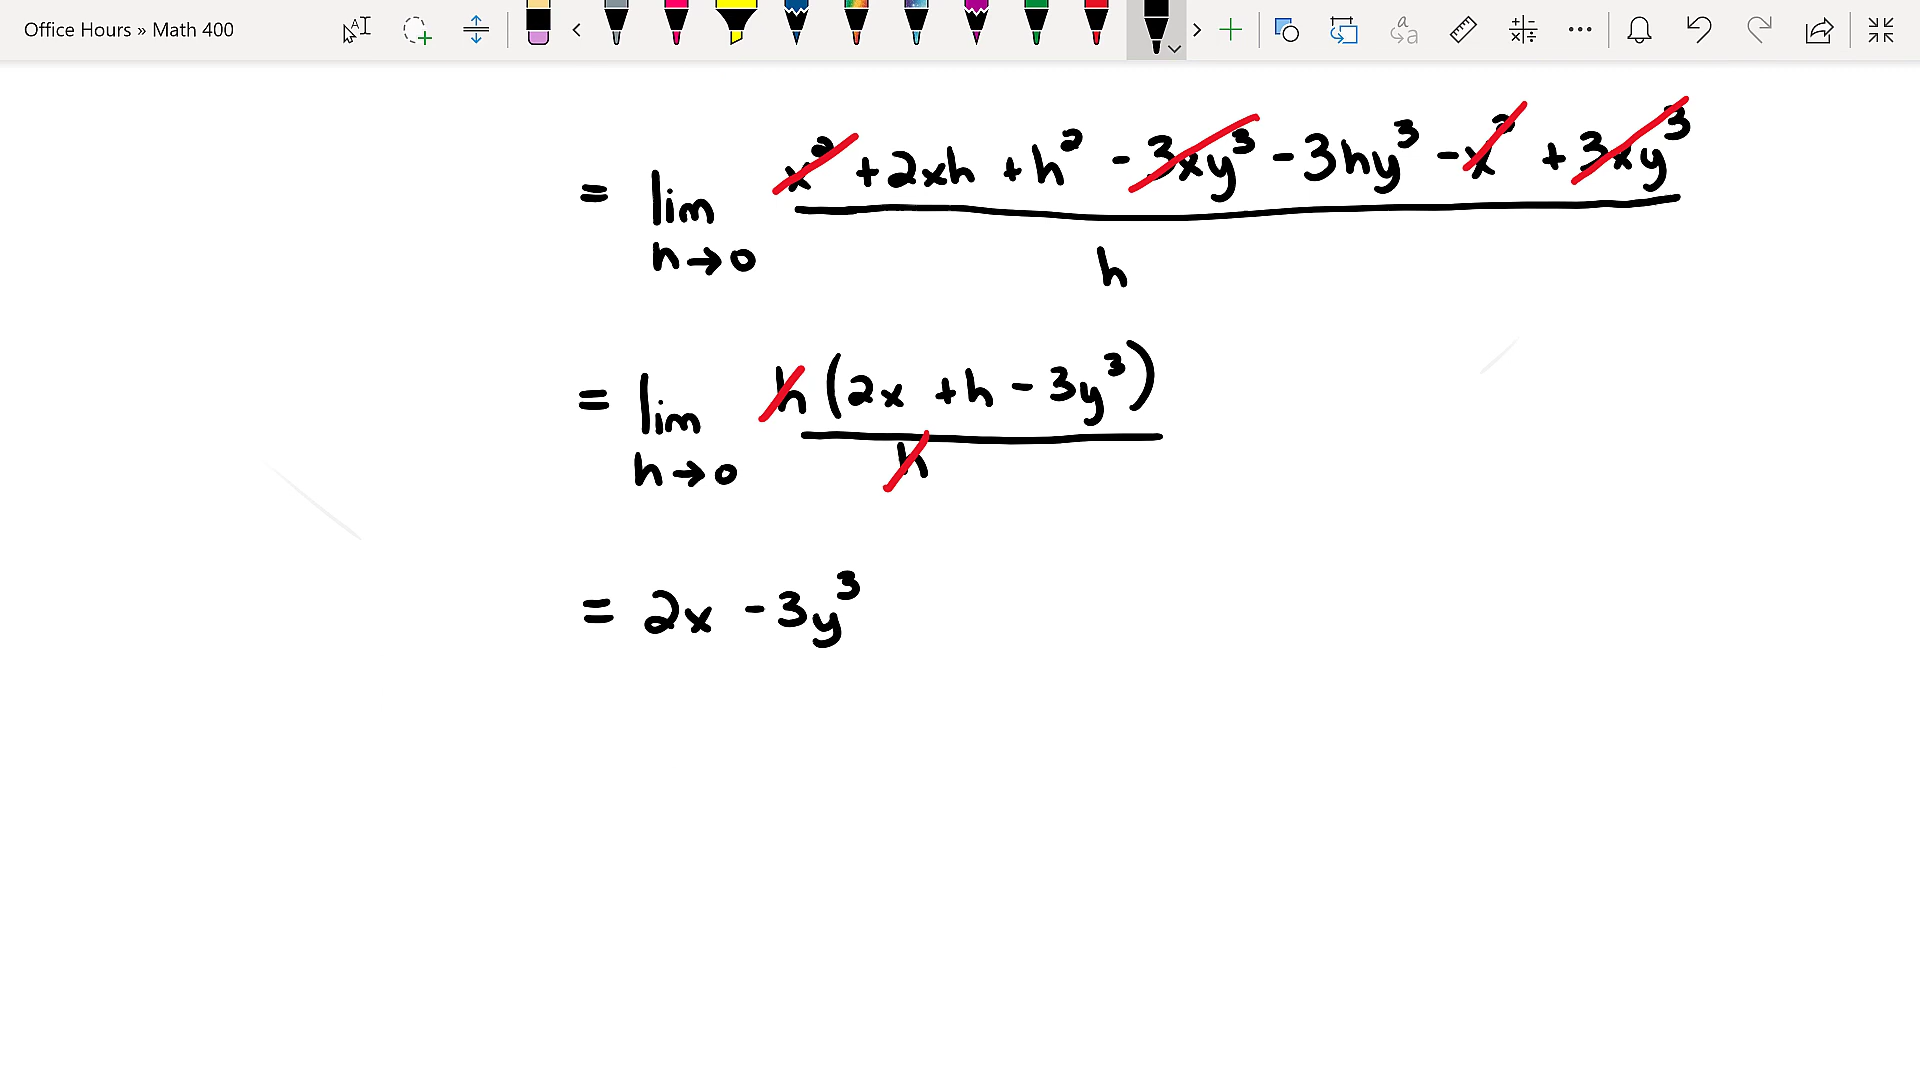 Office Hours » Math 400
= lim h→0 (x² + 2xh + h² - 3xy³ - 3hy³ - x² + 3xy³) / h
= lim h→0 h(2x + h - 3y³) / h
= 2x - 3y³